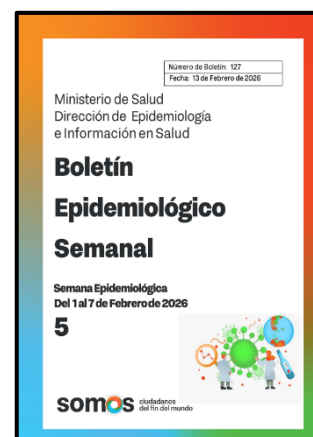 Número de Boletín: 127
Fecha: 13 de Febrero de 2026
Ministerio de Salud
Dirección de Epidemiología
e Información en Salud
Boletín
Epidemiológico
Semanal
Semana Epidemiológica
Del 1 al 7 de Febrero de 2026
5
somos ciudadanos
del fin del mundo